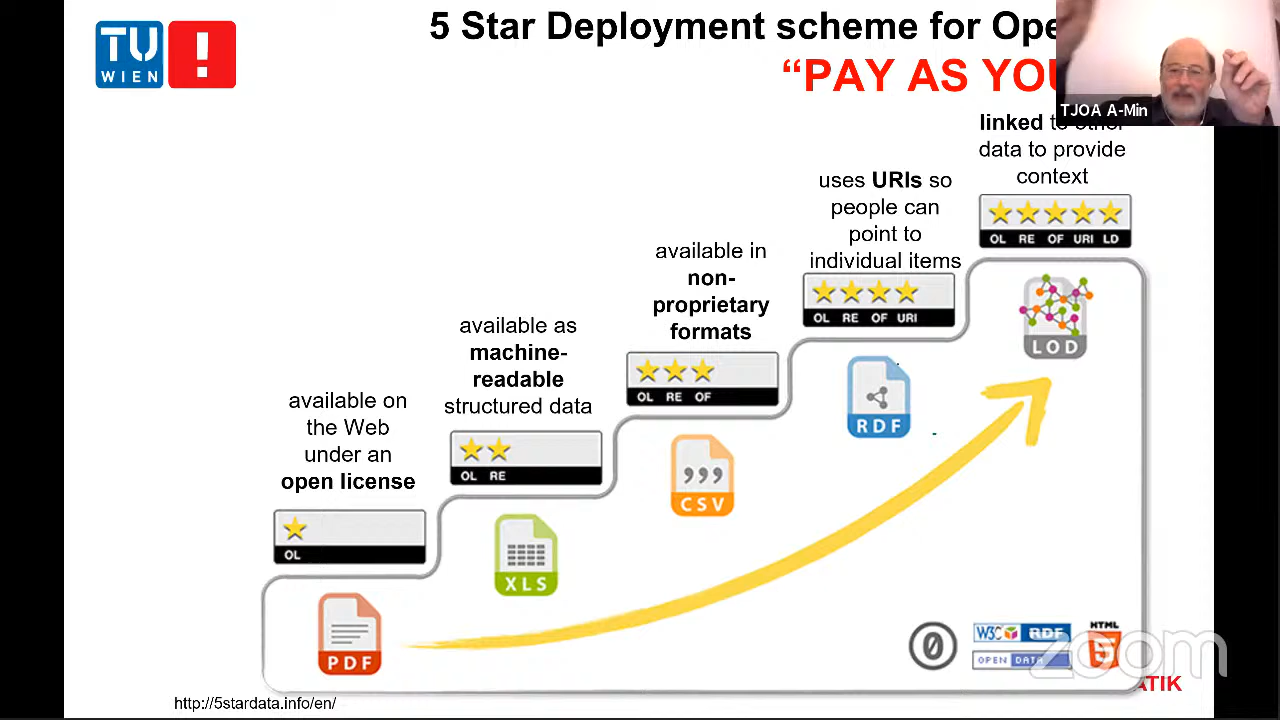 5 Star Deployment scheme for Ope
TU
WIEN
“PAY AS YOU
TJOA A-Min
linked to other
data to provide
context
OL RE OF URI LD
uses URIs so
people can
point to
individual items
OL RE OF URI
available in
non-
proprietary
formats
OL RE OF
available as
machine-
readable
structured data
OL RE
available on
the Web
under an
open license
OL
LOD
RDF
CSV
XLS
PDF
0
W3C RDF
OPEN DATA
HTML
5
zoom
ATIK
http://5stardata.info/en/